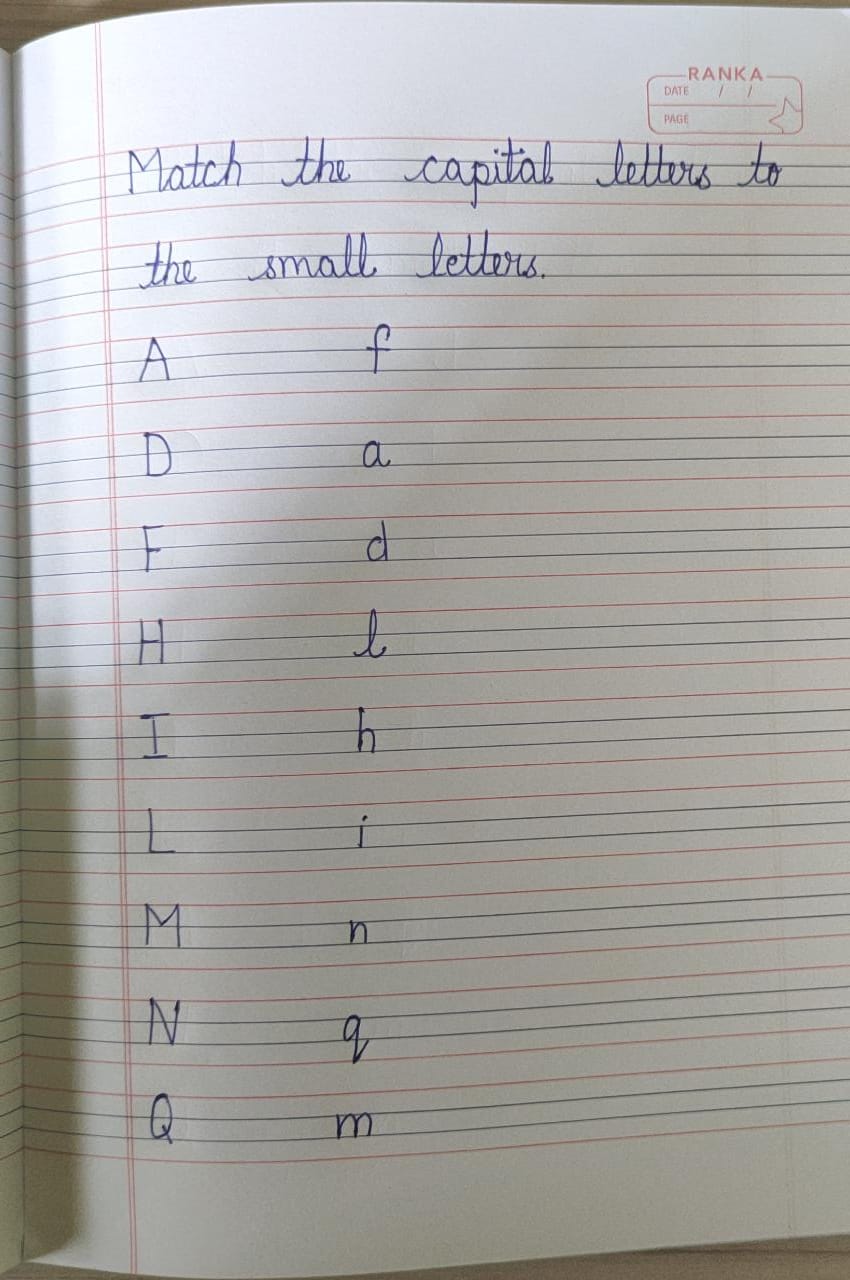 RANKA
DATE / /
PAGE
Match the capital letters to
the small letters.
A f
D a
F d
H l
I h
L i
M n
N q
Q m